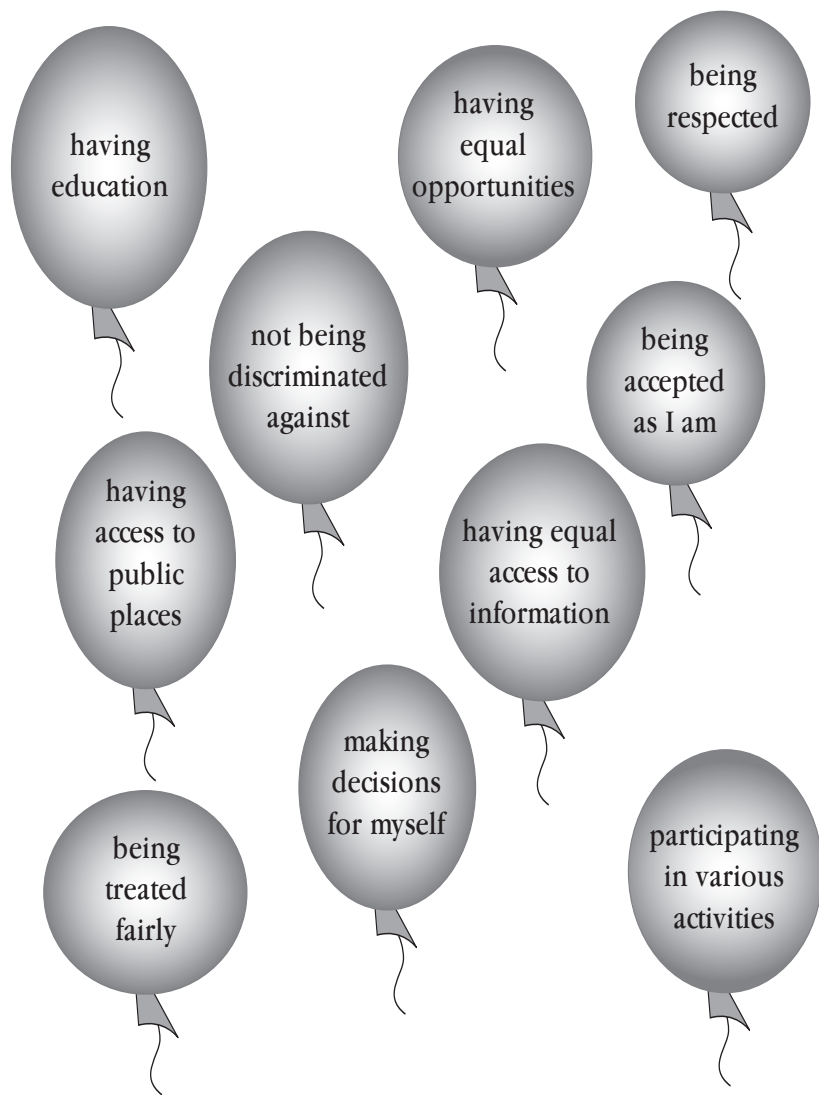 having
education
having
equal
opportunities
being
respected
not being
discriminated
against
being
accepted
as I am
having
access to
public
places
having equal
access to
information
making
decisions
for myself
being
treated
fairly
participating
in various
activities